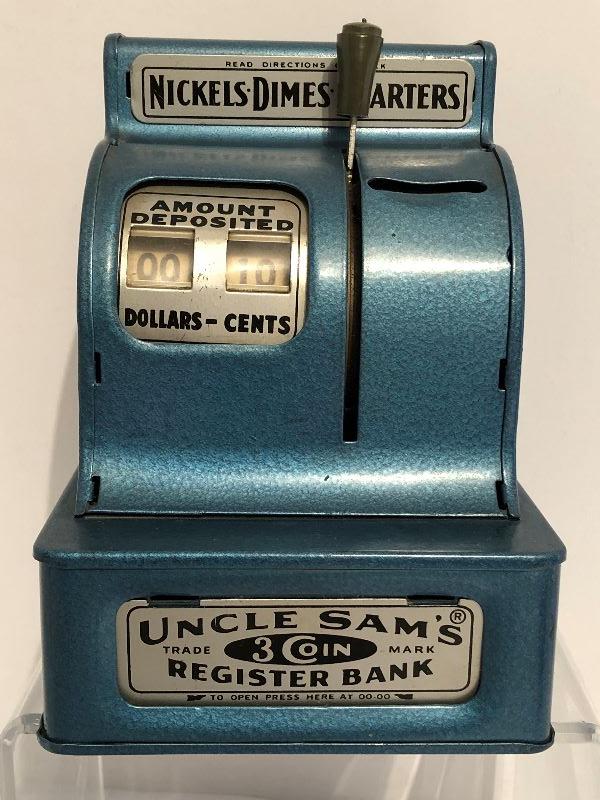 READ DIRECTIONS
NICKELS·DIMES·
AMOUNT
DEPOSITED
00 10
DOLLARS – CENTS
UNCLE SAM'S®
TRADE 3 COIN MARK
REGISTER BANK
TO OPEN PRESS HERE AT 00-00